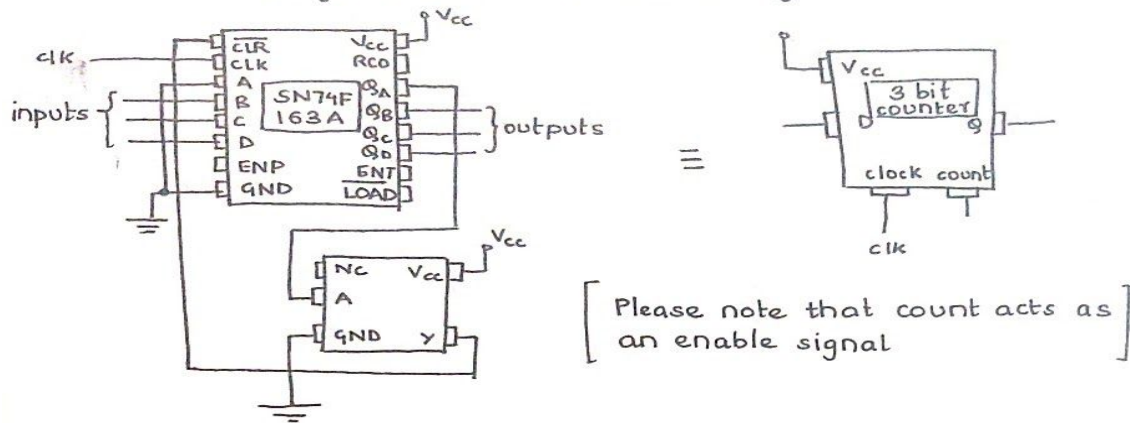 Vcc
clk
CLR
CLK
A
B
C
D
ENP
GND
inputs
SN74F
163A
Vcc
RCO
QA
QB
QC
QD
ENT
LOAD
outputs
≡
Vcc
3 bit
counter
D
Q
clock count
clk
NC
A
GND
Vcc
Y
Vcc
[ Please note that count acts as
an enable signal ]